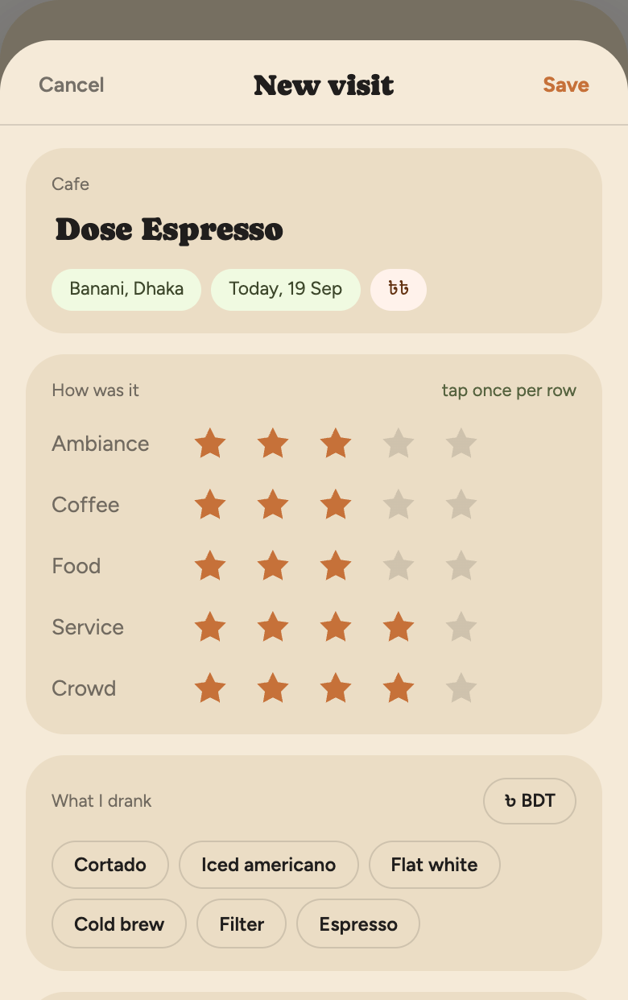 Cancel New visit Save
Cafe
Dose Espresso
Banani, Dhaka Today, 19 Sep ৳৳
How was it tap once per row
Ambiance
Coffee
Food
Service
Crowd
What I drank ৳ BDT
Cortado Iced americano Flat white
Cold brew Filter Espresso